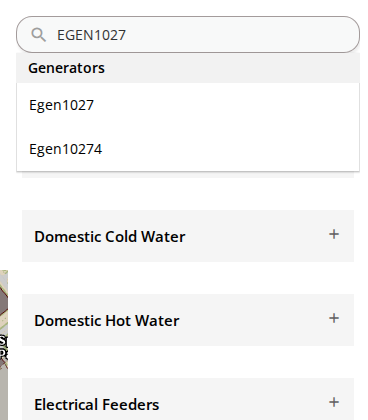 EGEN1027
Generators
Egen1027
Egen10274
Domestic Cold Water
Domestic Hot Water
Electrical Feeders